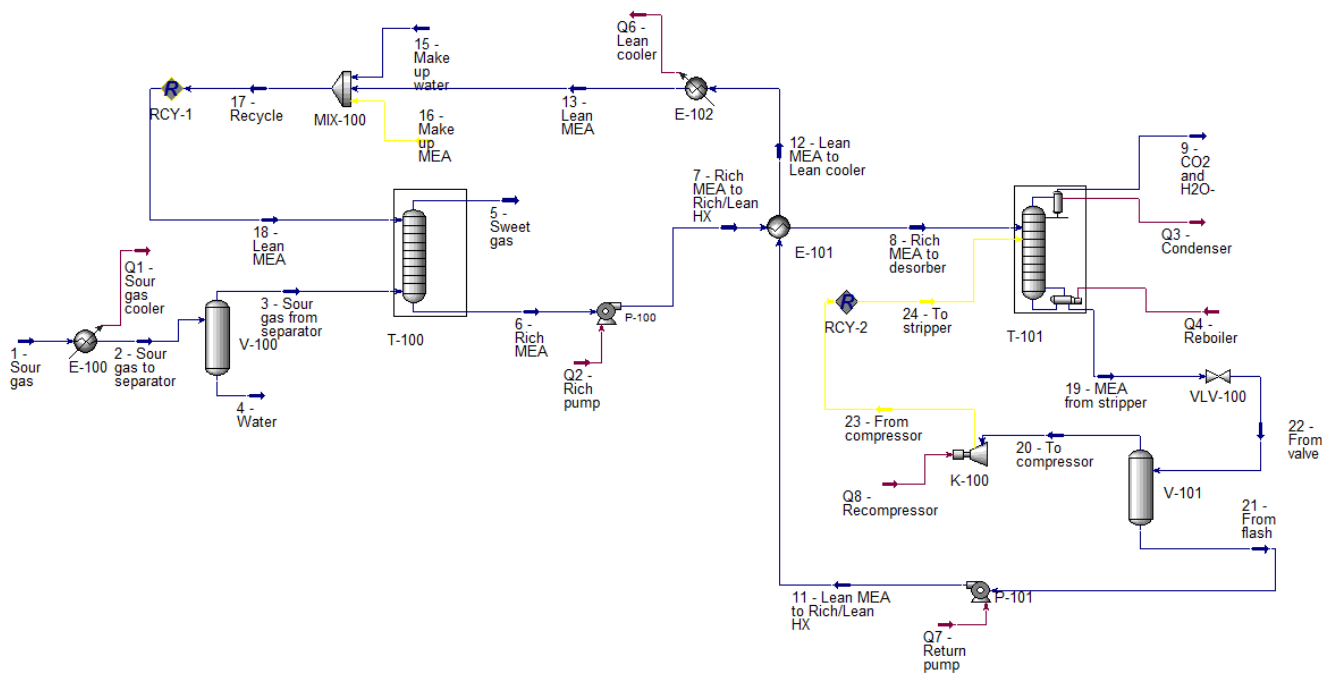 Q6 -
Lean
cooler
15 -
Make
up
water
R
RCY-1
17 -
Recycle
MIX-100
16 -
Make
up
MEA
13 -
Lean
MEA
E-102
12 - Lean
MEA to
Lean cooler
9 -
CO2
and
H2O-
7 - Rich
MEA to
Rich/Lean
HX
5 -
Sweet
gas
18 -
Lean
MEA
E-101
8 - Rich
MEA to
desorber
Q3 -
Condenser
Q1 -
Sour
gas
cooler
3 - Sour
gas from
separator
T-100
6 -
Rich
MEA
P-100
R
RCY-2
24 - To
stripper
T-101
Q4 -
Reboiler
1 -
Sour
gas
E-100
2 - Sour
gas to
separator
V-100
4 -
Water
Q2 -
Rich
pump
19 - MEA
from stripper
VLV-100
23 - From
compressor
20 - To
compressor
22 -
From
valve
K-100
V-101
Q8 -
Recompressor
21 -
From
flash
11 - Lean MEA
to Rich/Lean
HX
P-101
Q7 -
Return
pump